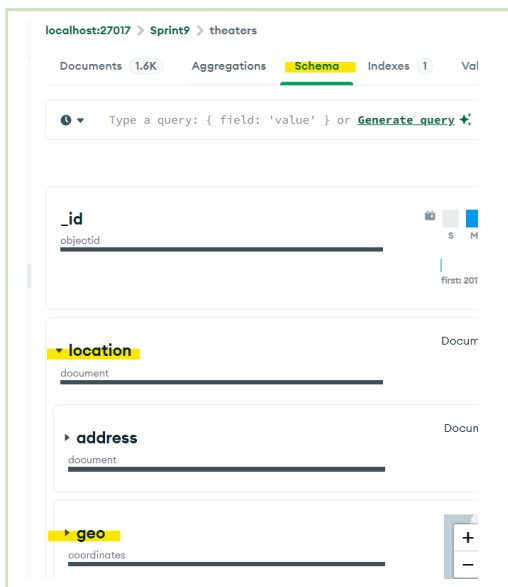 localhost:27017 > Sprint9 > theaters
Documents 1.6K Aggregations Schema Indexes 1 Val
Type a query: { field: 'value' } or Generate query
_id
objectid
S M
first: 201
location
document
Docum
address
document
Docum
geo
coordinates
+
−